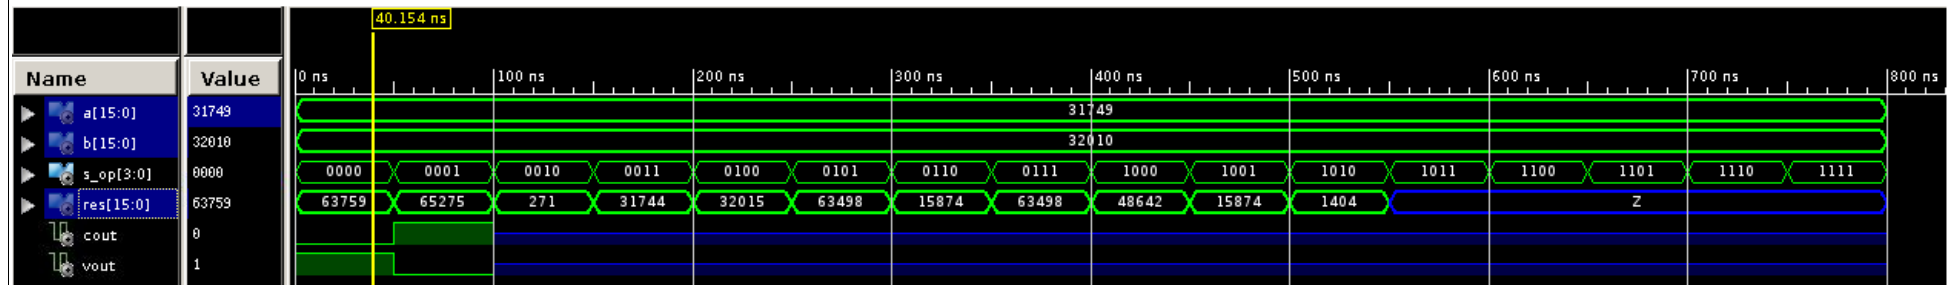 40.154 ns
Name Value 0 ns 100 ns 200 ns 300 ns 400 ns 500 ns 600 ns 700 ns 800 ns
a[15:0] 31749 31749
b[15:0] 32010 32010
s_op[3:0] 0000 0000 0001 0010 0011 0100 0101 0110 0111 1000 1001 1010 1011 1100 1101 1110 1111
res[15:0] 63759 63759 65275 271 31744 32015 63498 15874 63498 48642 15874 1404 Z
cout 0
vout 1